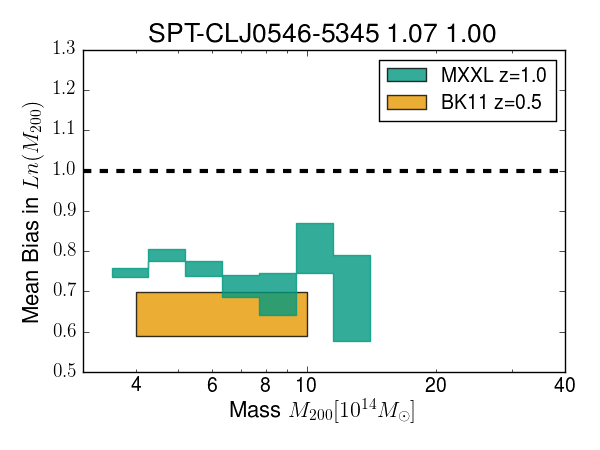 SPT-CLJ0546-5345 1.07 1.00
1.3
1.2
1.1
1.0
0.9
0.8
0.7
0.6
0.5
Mean Bias in Ln(M₂₀₀)
MXXL z=1.0
BK11 z=0.5
4 6 8 10 20 40
Mass M₂₀₀[10¹⁴M☉]